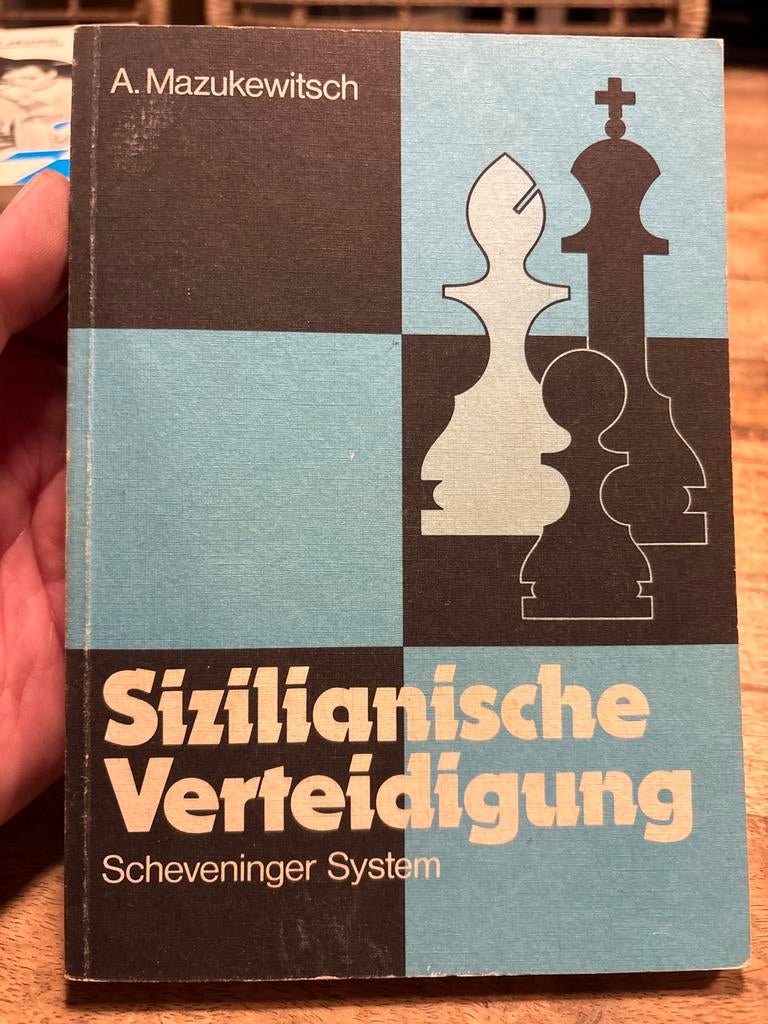 A. Mazukewitsch
Sizilianische
Verteidigung
Scheveninger System